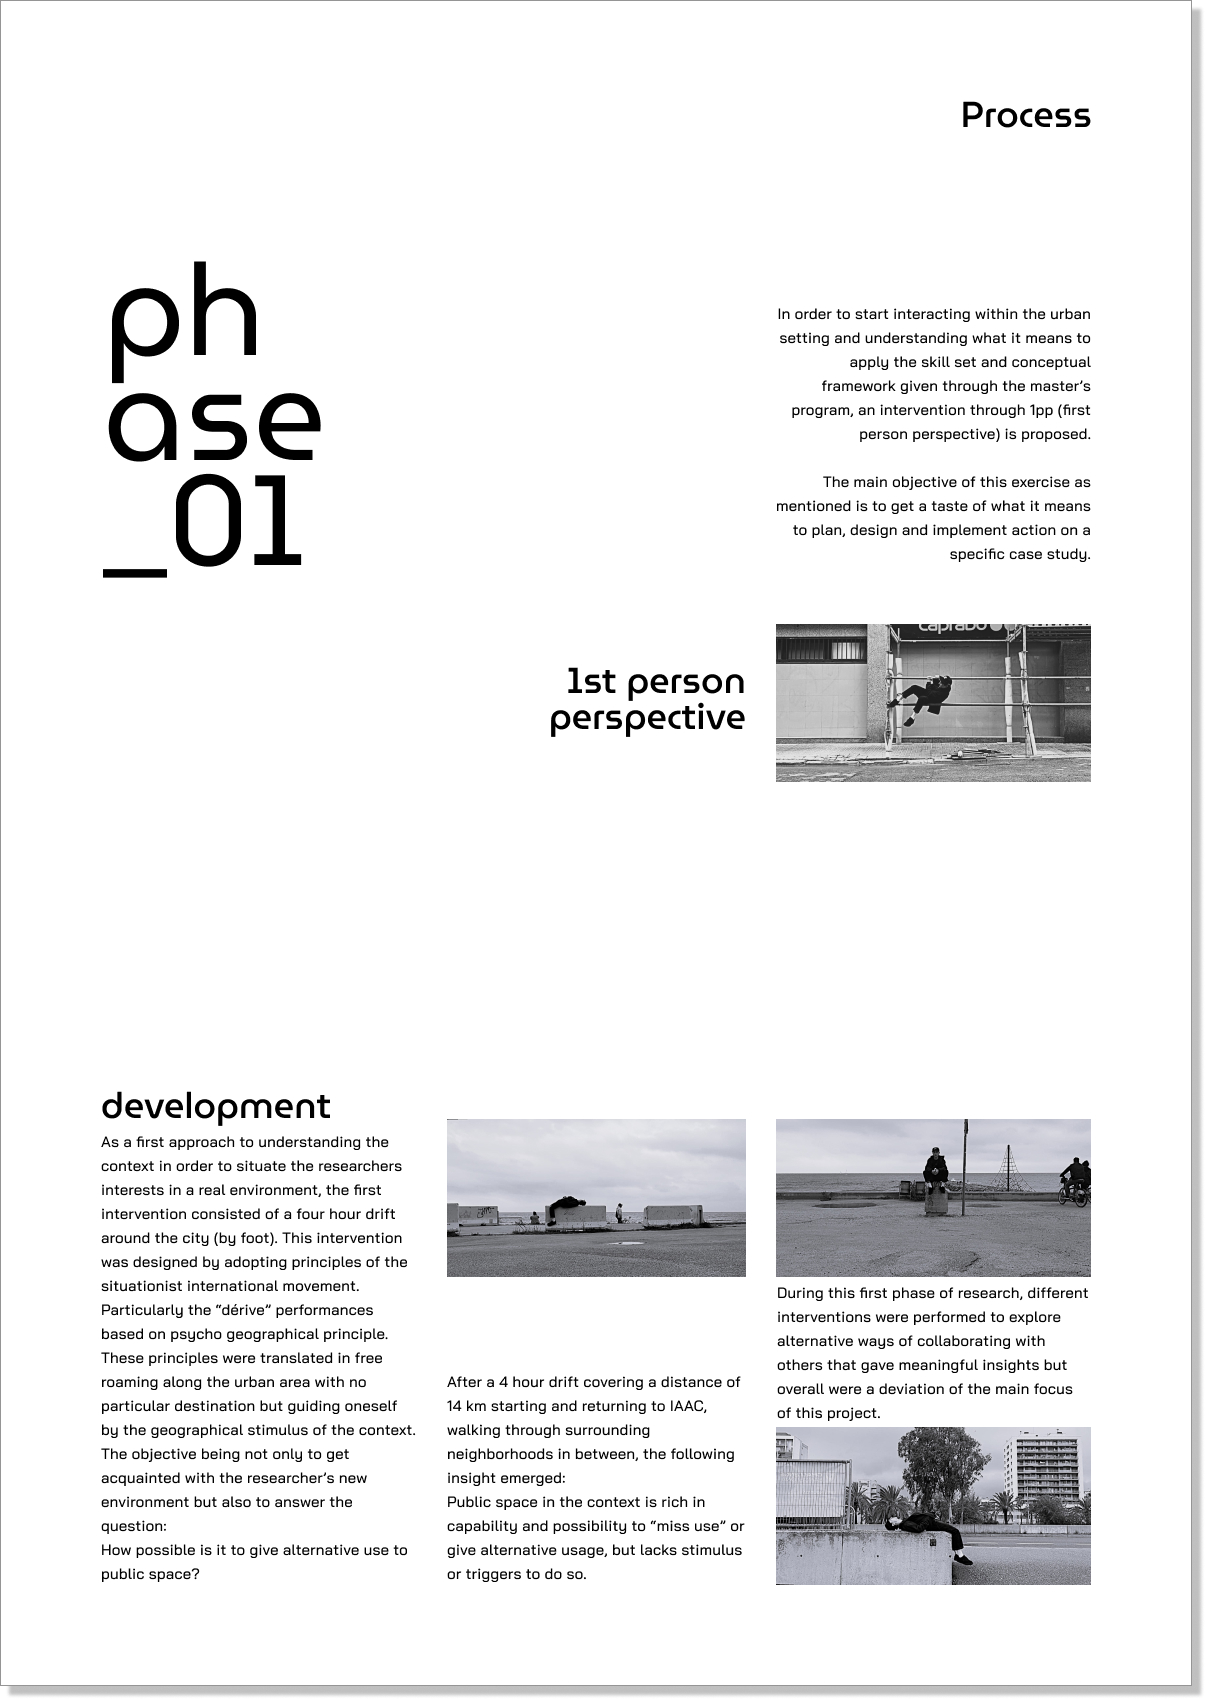 Process
ph
ase
_01
In order to start interacting within the urban
setting and understanding what it means to
apply the skill set and conceptual
framework given through the master’s
program, an intervention through 1pp (first
person perspective) is proposed.
The main objective of this exercise as
mentioned is to get a taste of what it means
to plan, design and implement action on a
specific case study.
caprabo
1st person
perspective
development
As a first approach to understanding the
context in order to situate the researchers
interests in a real environment, the first
intervention consisted of a four hour drift
around the city (by foot). This intervention
was designed by adopting principles of the
situationist international movement.
Particularly the “dérive” performances
based on psycho geographical principle.
These principles were translated in free
roaming along the urban area with no
particular destination but guiding oneself
by the geographical stimulus of the context.
The objective being not only to get
acquainted with the researcher’s new
environment but also to answer the
question:
How possible is it to give alternative use to
public space?
After a 4 hour drift covering a distance of
14 km starting and returning to IAAC,
walking through surrounding
neighborhoods in between, the following
insight emerged:
Public space in the context is rich in
capability and possibility to “miss use” or
give alternative usage, but lacks stimulus
or triggers to do so.
During this first phase of research, different
interventions were performed to explore
alternative ways of collaborating with
others that gave meaningful insights but
overall were a deviation of the main focus
of this project.